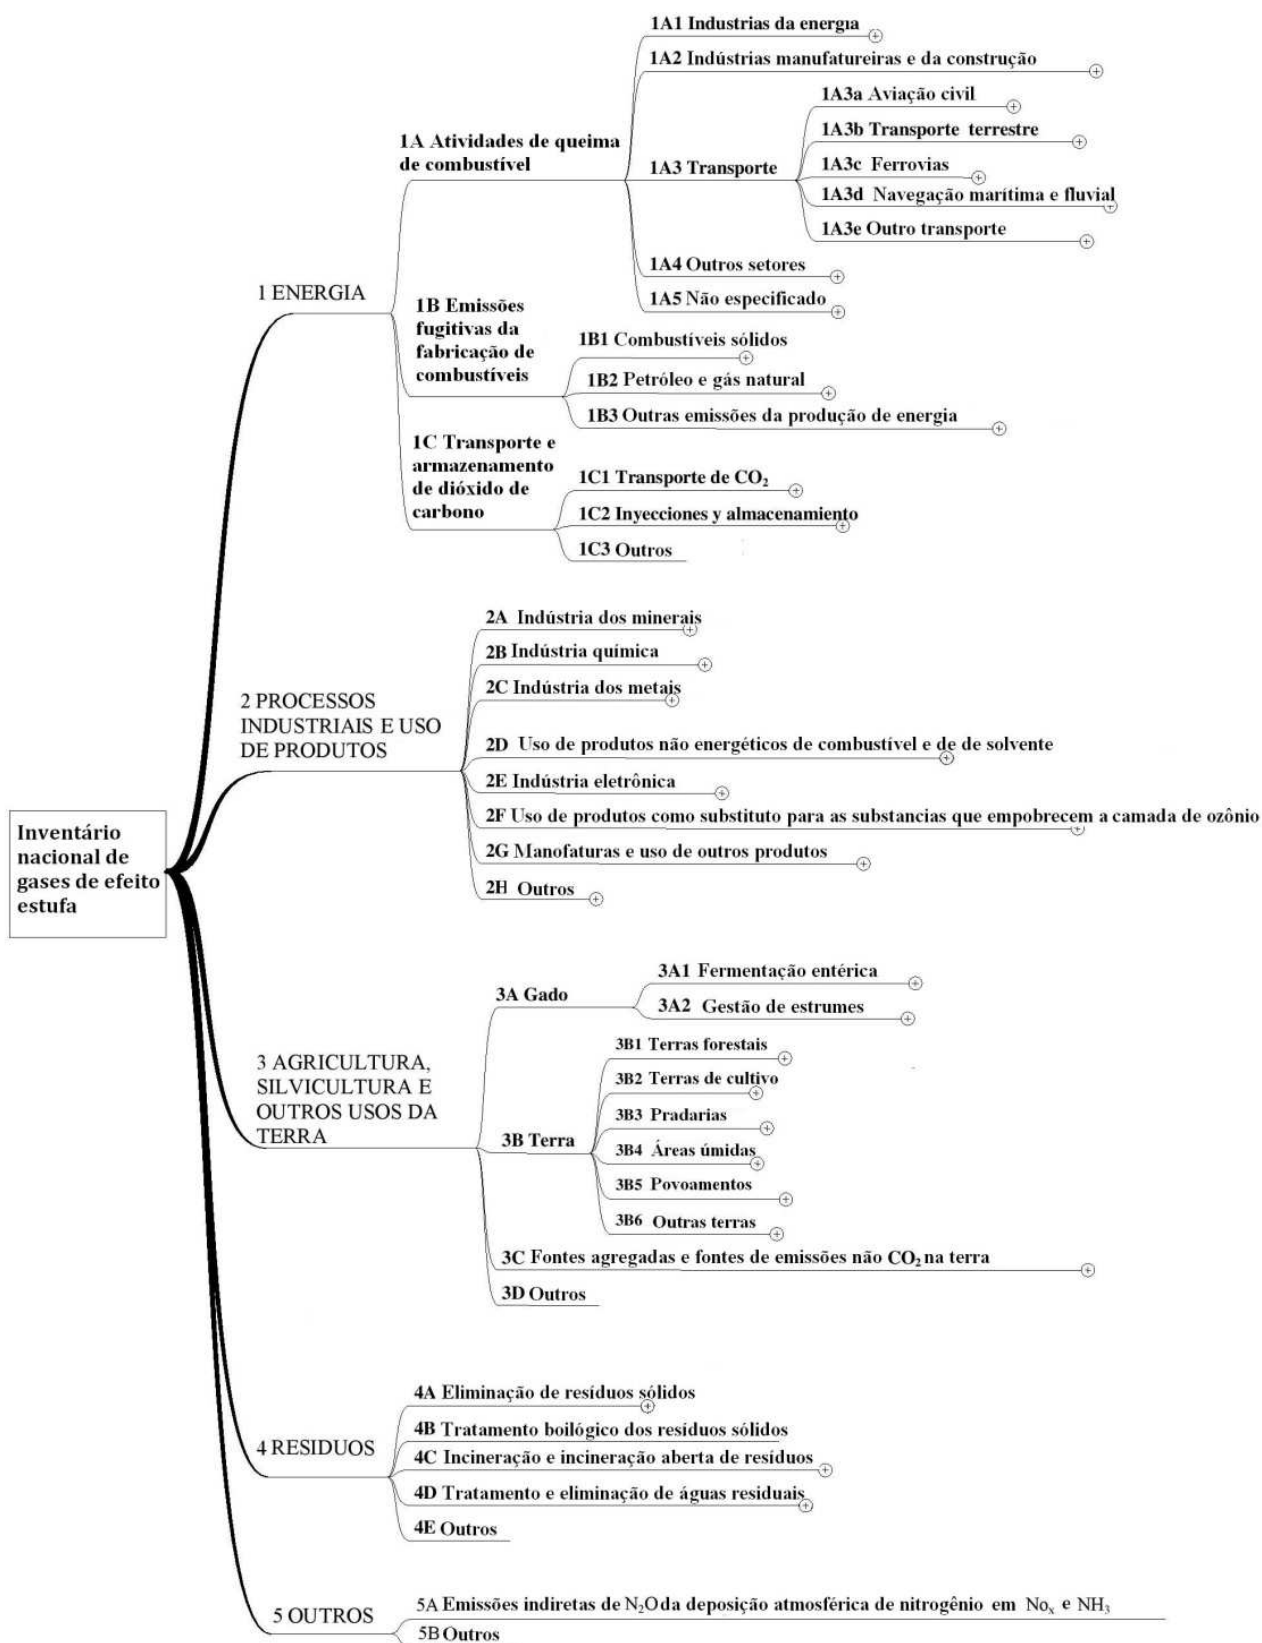 Inventário
nacional de
gases de efeito
estufa
1 ENERGIA
1A Atividades de queima
de combustível
1A1 Industrias da energia
1A2 Indústrias manufatureiras e da construção
1A3 Transporte
1A3a Aviação civil
1A3b Transporte terrestre
1A3c Ferrovias
1A3d Navegação marítima e fluvial
1A3e Outro transporte
1A4 Outros setores
1A5 Não especificado
1B Emissões
fugitivas da
fabricação de
combustíveis
1B1 Combustíveis sólidos
1B2 Petróleo e gás natural
1B3 Outras emissões da produção de energia
1C Transporte e
armazenamento
de dióxido de
carbono
1C1 Transporte de CO₂
1C2 Inyecciones y almacenamiento
1C3 Outros
2 PROCESSOS
INDUSTRIAIS E USO
DE PRODUTOS
2A Indústria dos minerais
2B Indústria química
2C Indústria dos metais
2D Uso de produtos não energéticos de combustível e de de solvente
2E Indústria eletrônica
2F Uso de produtos como substituto para as substancias que empobrecem a camada de ozônio
2G Manofaturas e uso de outros produtos
2H Outros
3 AGRICULTURA,
SILVICULTURA E
OUTROS USOS DA
TERRA
3A Gado
3A1 Fermentação entérica
3A2 Gestão de estrumes
3B Terra
3B1 Terras forestais
3B2 Terras de cultivo
3B3 Pradarias
3B4 Áreas úmidas
3B5 Povoamentos
3B6 Outras terras
3C Fontes agregadas e fontes de emissões não CO₂ na terra
3D Outros
4 RESIDUOS
4A Eliminação de resíduos sólidos
4B Tratamento boilógico dos resíduos sólidos
4C Incineração e incineração aberta de resíduos
4D Tratamento e eliminação de águas residuais
4E Outros
5 OUTROS
5A Emissões indiretas de N₂O da deposição atmosférica de nitrogênio em Noₓ e NH₃
5B Outros